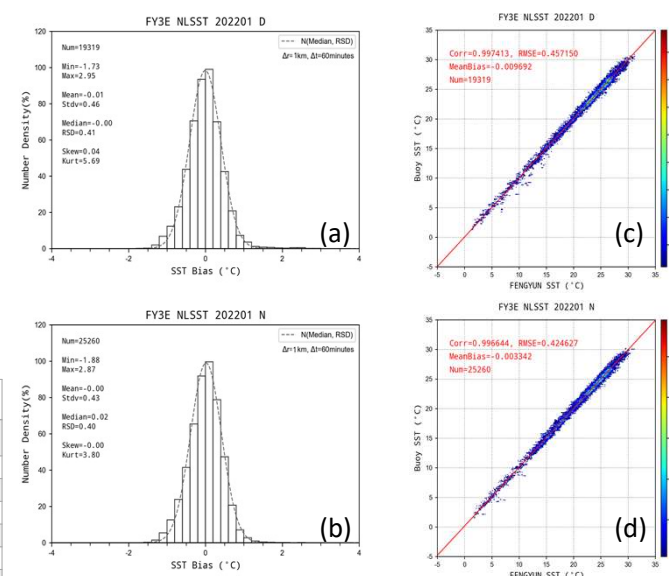 FY3E NLSST 202201 D
Num=19319
Min=-1.73
Max=2.95
Mean=-0.01
Stdv=0.46
Median=-0.00
RSD=0.41
Skew=0.04
Kurt=5.69
N(Median, RSD)
Δr=1km, Δt=60minutes
Number Density(%)
120
100
80
60
40
20
0
-4
-2
0
2
4
SST Bias (°C)
(a)
FY3E NLSST 202201 D
Corr=0.997413, RMSE=0.457150
MeanBias=-0.009692
Num=19319
Buoy SST (°C)
35
30
25
20
15
10
5
0
-5
-5
0
5
10
15
20
25
30
35
FENGYUN SST (°C)
(c)
FY3E NLSST 202201 N
Num=25260
Min=-1.88
Max=2.87
Mean=-0.00
Stdv=0.43
Median=0.02
RSD=0.40
Skew=-0.00
Kurt=3.80
N(Median, RSD)
Δr=1km, Δt=60minutes
Number Density(%)
120
100
80
60
40
20
0
-4
-2
0
2
4
SST Bias (°C)
(b)
FY3E NLSST 202201 N
Corr=0.996644, RMSE=0.424627
MeanBias=-0.003342
Num=25260
Buoy SST (°C)
35
30
25
20
15
10
5
0
-5
-5
0
5
10
15
20
25
30
35
FENGYUN SST (°C)
(d)